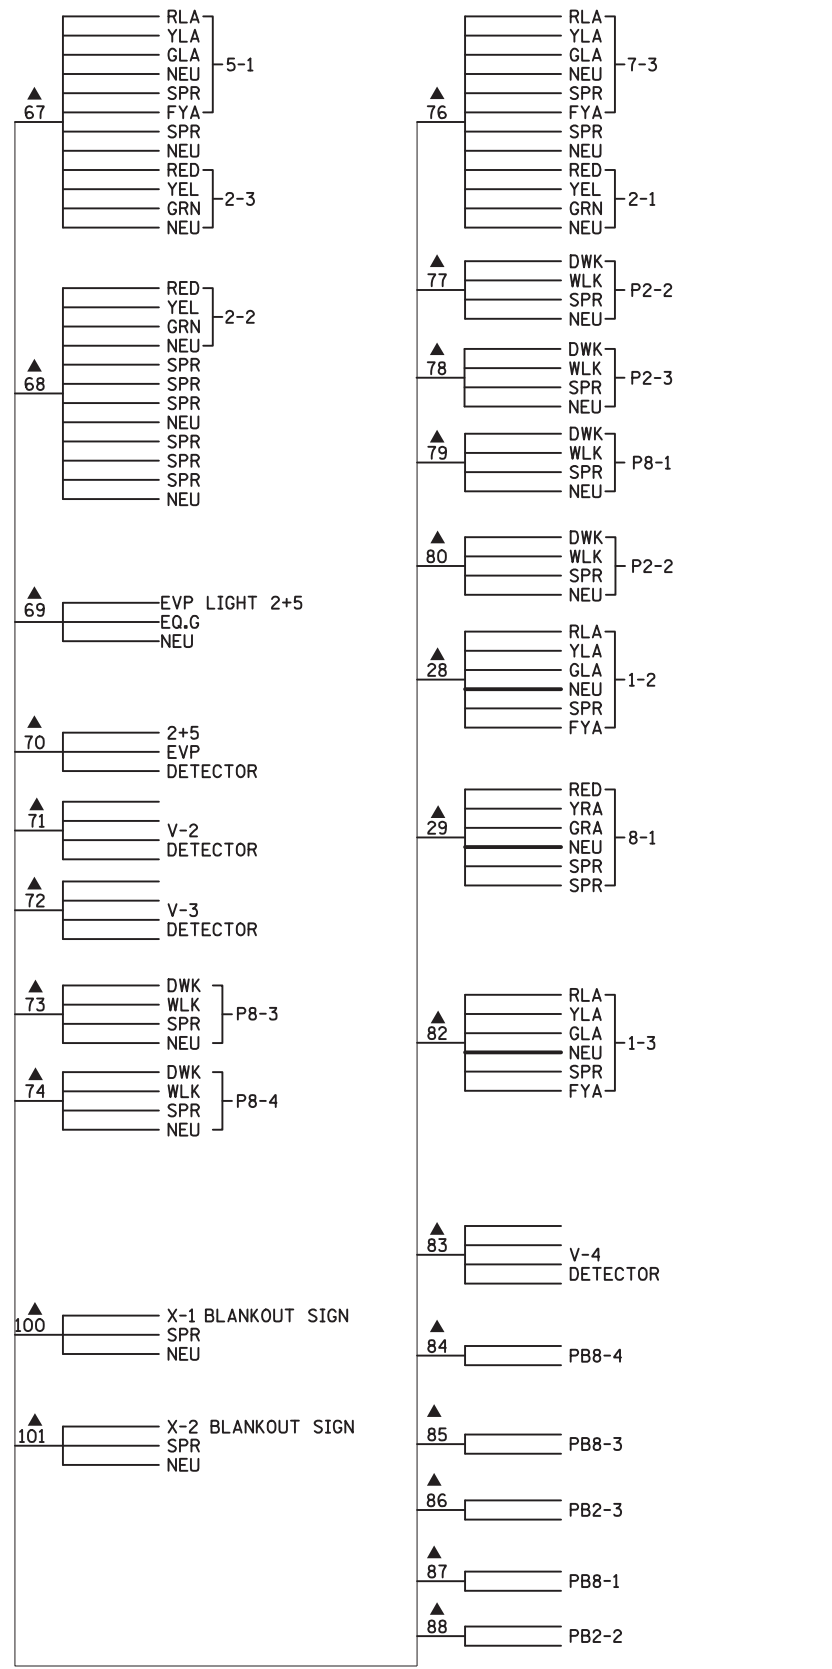 RLA
YLA
GLA
NEU
SPR
FYA
5-1
67
SPR
NEU
RED
YEL
GRN
NEU
2-3
RED
YEL
GRN
NEU
2-2
68
SPR
SPR
SPR
NEU
SPR
SPR
SPR
NEU
69
EVP LIGHT 2+5
EQ.G
NEU
70
2+5
EVP
DETECTOR
71
V-2
DETECTOR
72
V-3
DETECTOR
73
DWK
WLK
SPR
NEU
P8-3
74
DWK
WLK
SPR
NEU
P8-4
100
X-1 BLANKOUT SIGN
SPR
NEU
101
X-2 BLANKOUT SIGN
SPR
NEU
RLA
YLA
GLA
NEU
SPR
FYA
7-3
76
SPR
NEU
RED
YEL
GRN
NEU
2-1
77
DWK
WLK
SPR
NEU
P2-2
78
DWK
WLK
SPR
NEU
P2-3
79
DWK
WLK
SPR
NEU
P8-1
80
DWK
WLK
SPR
NEU
P2-2
28
RLA
YLA
GLA
NEU
SPR
FYA
1-2
29
RED
YRA
GRA
NEU
SPR
SPR
8-1
82
RLA
YLA
GLA
NEU
SPR
FYA
1-3
83
V-4
DETECTOR
84
PB8-4
85
PB8-3
86
PB2-3
87
PB8-1
88
PB2-2